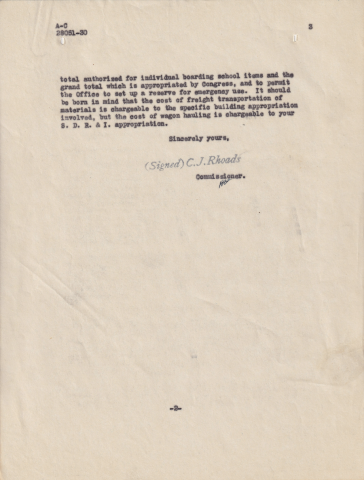 A-C
28051-30
3
total authorized for individual boarding school items and the
grand total which is appropriated by Congress, and to permit
the Office to set up a reserve for emergency use. It should
be born in mind that the cost of freight transportation of
materials is chargeable to the specific building appropriation
involved, but the cost of wagon hauling is chargeable to your
S. D. R. & I. appropriation.
Sincerely yours,
(Signed) C. J. Rhoads
Commissioner.
-2-